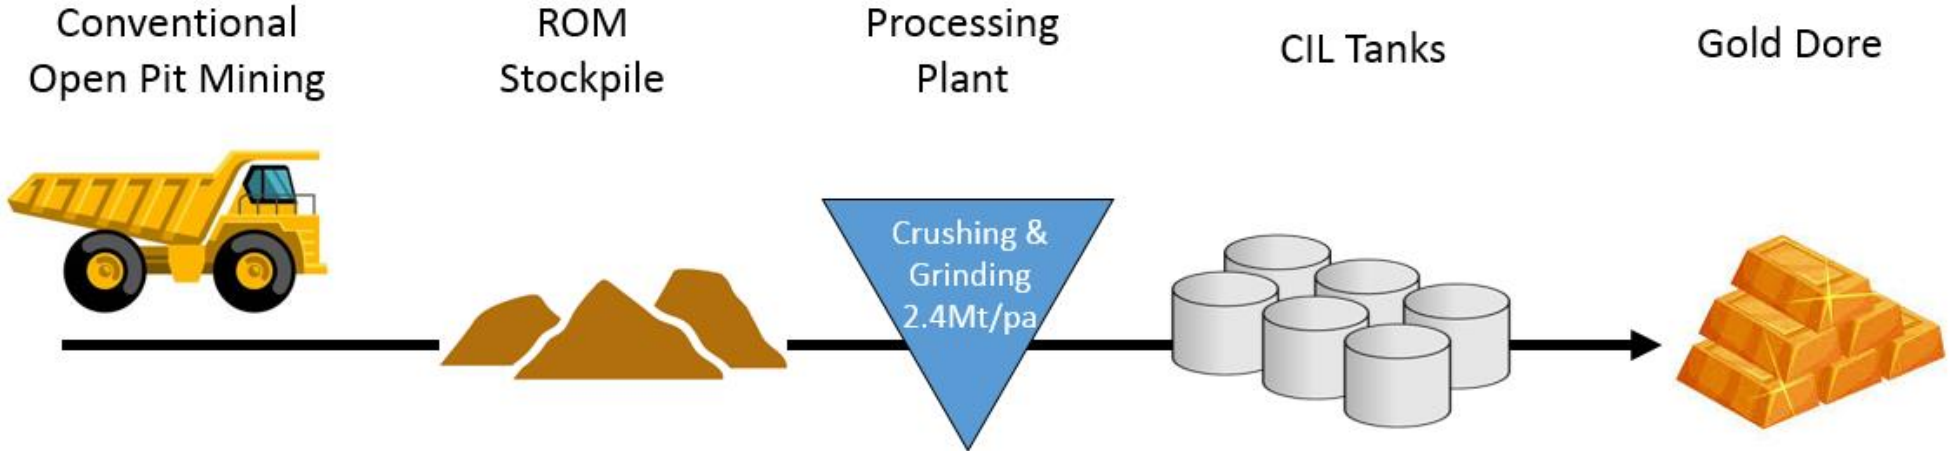 Conventional
Open Pit Mining
ROM
Stockpile
Processing
Plant
CIL Tanks
Gold Dore
Crushing &
Grinding
2.4Mt/pa